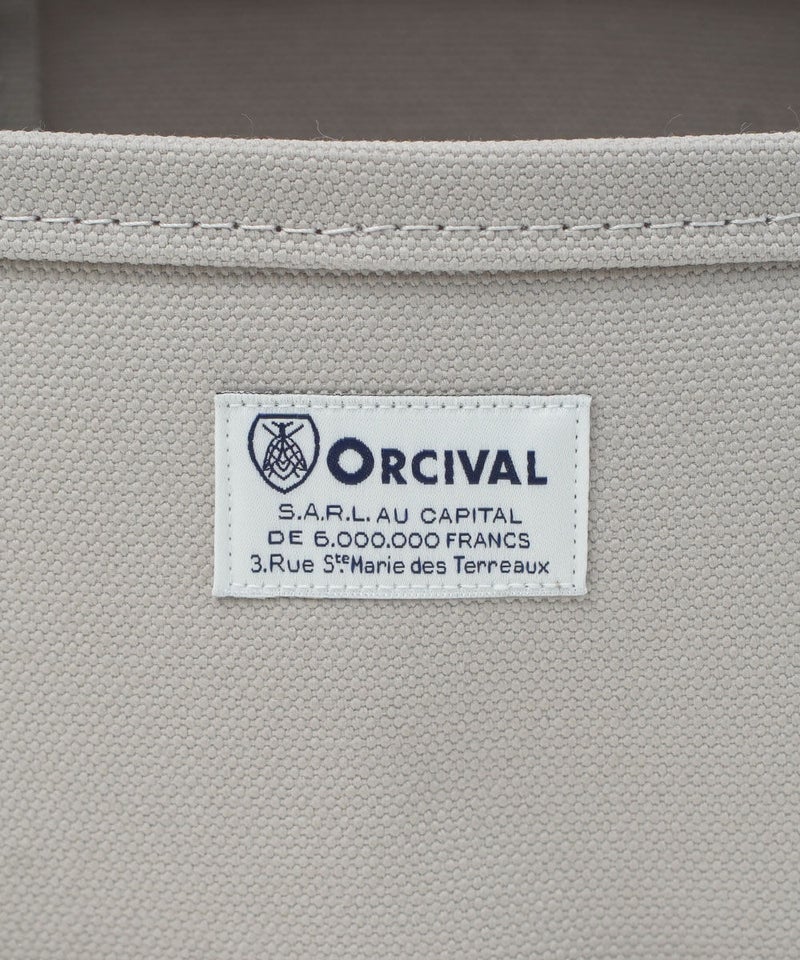 ORCIVAL
S.A.R.L. AU CAPITAL
DE 6.000.000 FRANCS
3.Rue Ste Marie des Terreaux